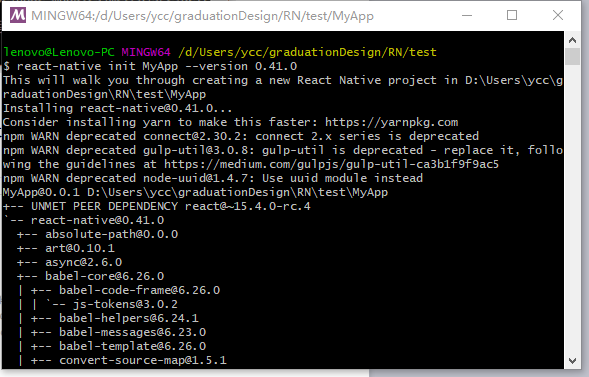 MINGW64:/d/Users/ycc/graduationDesign/RN/test/MyApp
lenovo@Lenovo-PC MINGW64 /d/Users/ycc/graduationDesign/RN/test
$ react-native init MyApp --version 0.41.0
This will walk you through creating a new React Native project in D:\Users\ycc\g
raduationDesign\RN\test\MyApp
Installing react-native@0.41.0...
Consider installing yarn to make this faster: https://yarnpkg.com
npm WARN deprecated connect@2.30.2: connect 2.x series is deprecated
npm WARN deprecated gulp-util@3.0.8: gulp-util is deprecated - replace it, follo
wing the guidelines at https://medium.com/gulpjs/gulp-util-ca3b1f9f9ac5
npm WARN deprecated node-uuid@1.4.7: Use uuid module instead
MyApp@0.0.1 D:\Users\ycc\graduationDesign\RN\test\MyApp
+-- UNMET PEER DEPENDENCY react@~15.4.0-rc.4
`-- react-native@0.41.0
  +-- absolute-path@0.0.0
  +-- art@0.10.1
  +-- async@2.6.0
  +-- babel-core@6.26.0
  | +-- babel-code-frame@6.26.0
  | | `-- js-tokens@3.0.2
  | +-- babel-helpers@6.24.1
  | +-- babel-messages@6.23.0
  | +-- babel-template@6.26.0
  | +-- convert-source-map@1.5.1